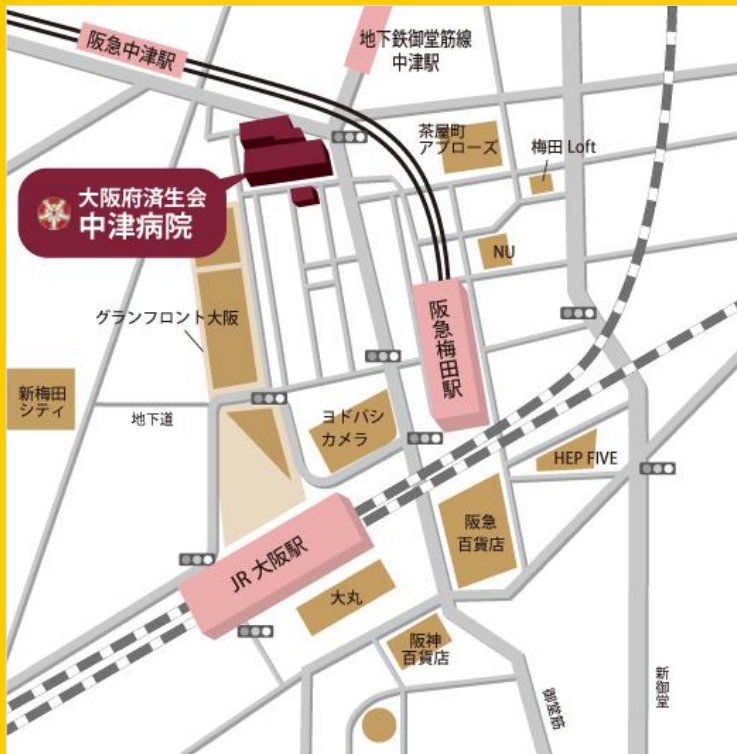 阪急中津駅
地下鉄御堂筋線
中津駅
茶屋町
アプローズ
梅田 Loft
大阪府済生会
中津病院
NU
グランフロント大阪
阪急梅田駅
新梅田
シティ
地下道
ヨドバシ
カメラ
HEP FIVE
阪急
百貨店
JR 大阪駅
大丸
阪神
百貨店
御堂筋
新御堂